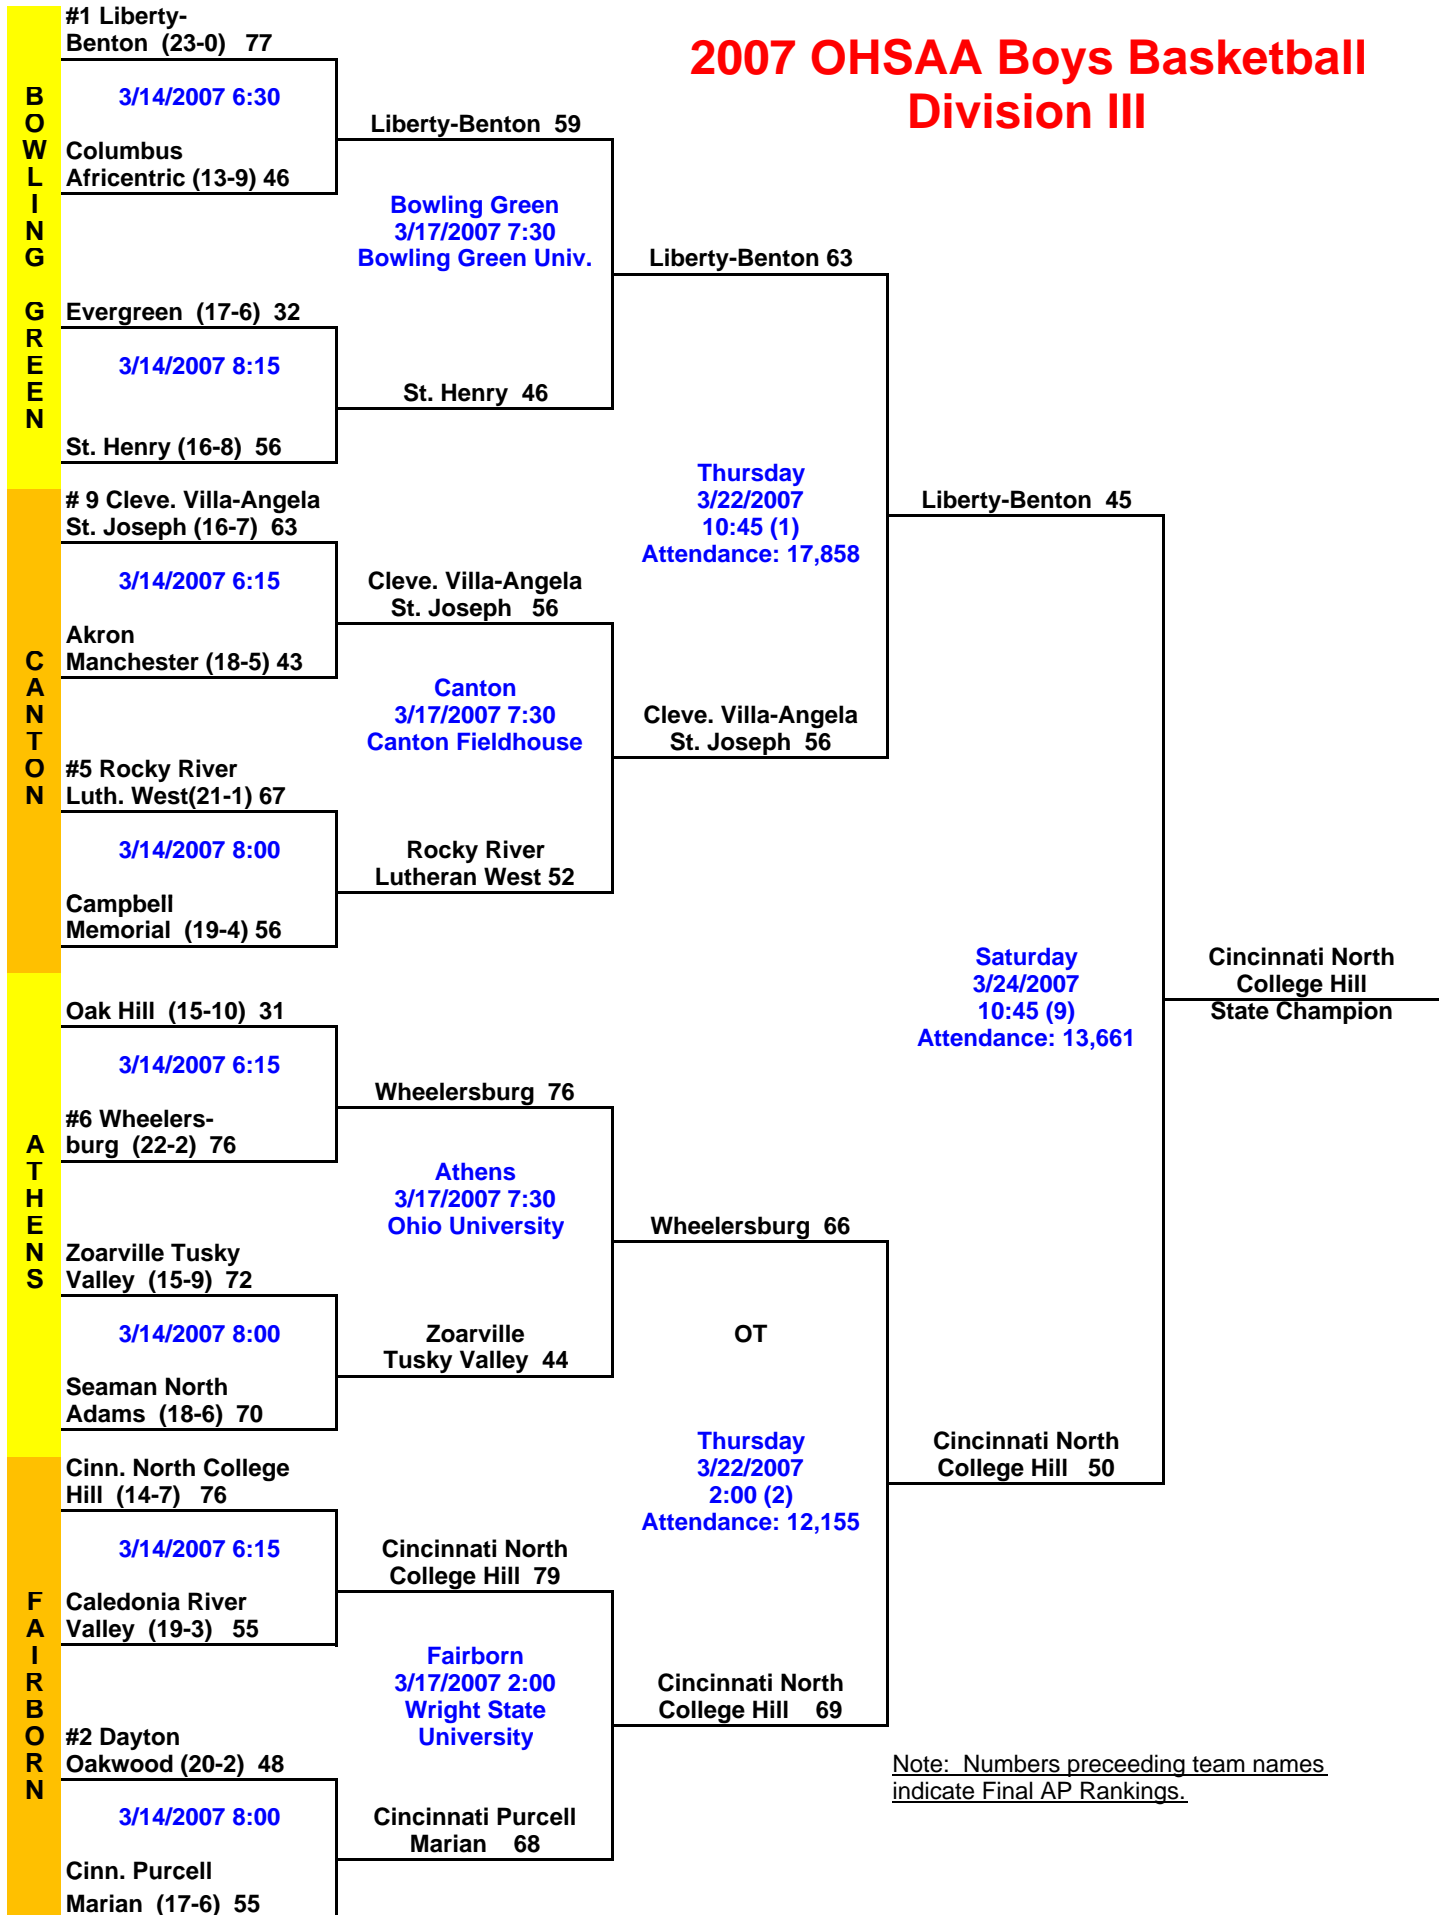 2007 OHSAA Boys Basketball
Division III
BOWLING GREEN
#1 Liberty-
Benton (23-0) 77
3/14/2007 6:30
Columbus
Africentric (13-9) 46
Evergreen (17-6) 32
3/14/2007 8:15
St. Henry (16-8) 56
Liberty-Benton 59
Bowling Green
3/17/2007 7:30
Bowling Green Univ.
St. Henry 46
CANTON
# 9 Cleve. Villa-Angela
St. Joseph (16-7) 63
3/14/2007 6:15
Akron
Manchester (18-5) 43
#5 Rocky River
Luth. West(21-1) 67
3/14/2007 8:00
Campbell
Memorial (19-4) 56
Cleve. Villa-Angela
St. Joseph 56
Canton
3/17/2007 7:30
Canton Fieldhouse
Rocky River
Lutheran West 52
Liberty-Benton 63
Thursday
3/22/2007
10:45 (1)
Attendance: 17,858
Cleve. Villa-Angela
St. Joseph 56
ATHENS
Oak Hill (15-10) 31
3/14/2007 6:15
#6 Wheelers-
burg (22-2) 76
Zoarville Tusky
Valley (15-9) 72
3/14/2007 8:00
Seaman North
Adams (18-6) 70
Wheelersburg 76
Athens
3/17/2007 7:30
Ohio University
Zoarville
Tusky Valley 44
FAIRBORN
Cinn. North College
Hill (14-7) 76
3/14/2007 6:15
Caledonia River
Valley (19-3) 55
#2 Dayton
Oakwood (20-2) 48
3/14/2007 8:00
Cinn. Purcell
Marian (17-6) 55
Cincinnati North
College Hill 79
Fairborn
3/17/2007 2:00
Wright State
University
Cincinnati Purcell
Marian 68
Wheelersburg 66
OT
Thursday
3/22/2007
2:00 (2)
Attendance: 12,155
Cincinnati North
College Hill 69
Liberty-Benton 45
Saturday
3/24/2007
10:45 (9)
Attendance: 13,661
Cincinnati North
College Hill 50
Cincinnati North
College Hill
State Champion
Note: Numbers preceeding team names
indicate Final AP Rankings.